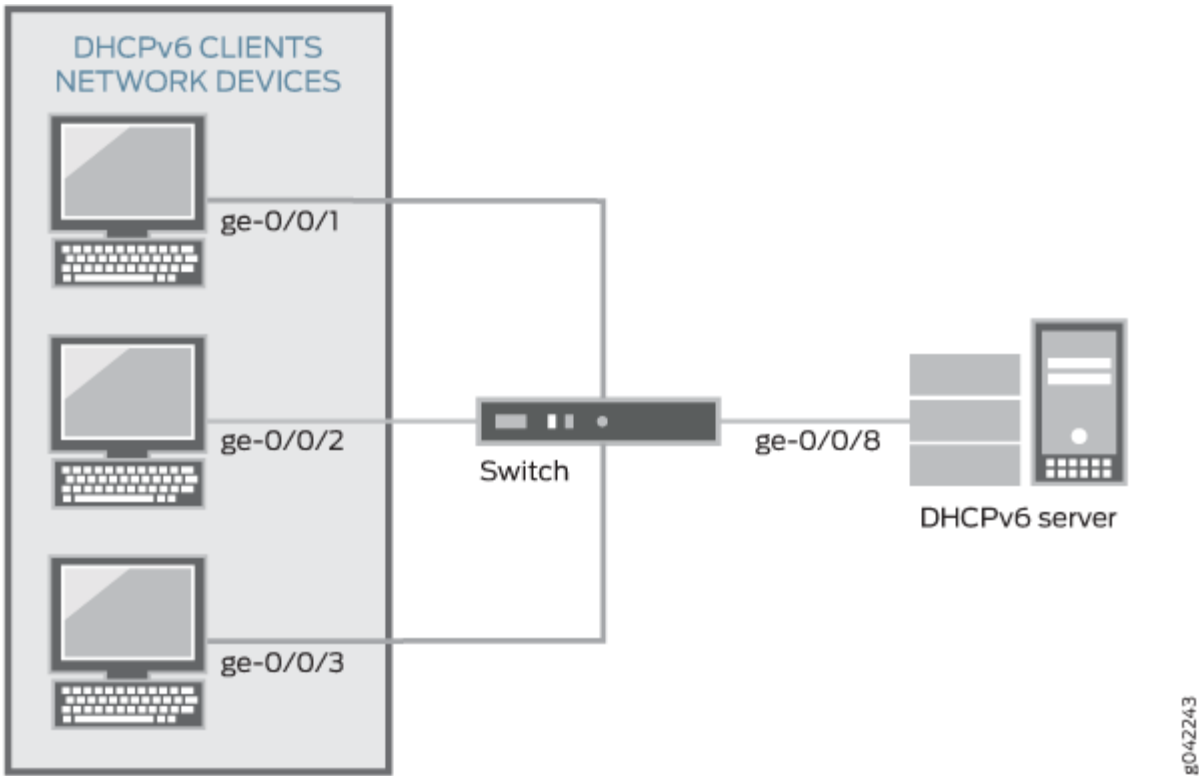 DHCPv6 CLIENTS
NETWORK DEVICES
ge-0/0/1
ge-0/0/2
ge-0/0/8
Switch
DHCPv6 server
ge-0/0/3
g042243